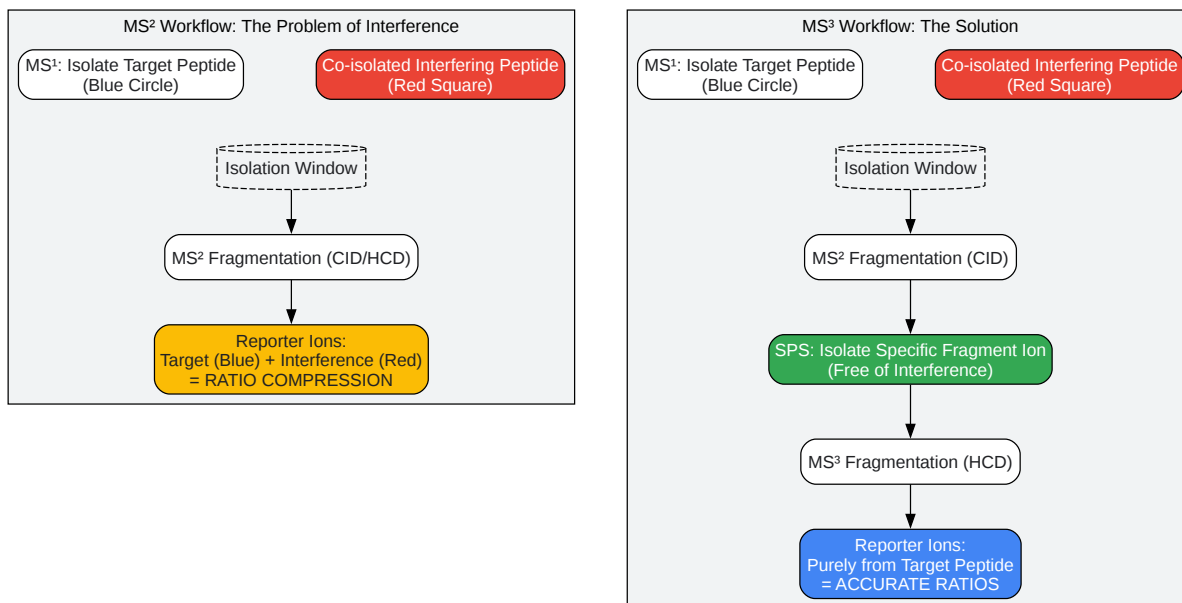 MS² Workflow: The Problem of Interference
MS¹: Isolate Target Peptide
(Blue Circle)
Co-isolated Interfering Peptide
(Red Square)
Isolation Window
MS² Fragmentation (CID/HCD)
Reporter Ions:
Target (Blue) + Interference (Red)
= RATIO COMPRESSION
MS³ Workflow: The Solution
MS¹: Isolate Target Peptide
(Blue Circle)
Co-isolated Interfering Peptide
(Red Square)
Isolation Window
MS² Fragmentation (CID)
SPS: Isolate Specific Fragment Ion
(Free of Interference)
MS³ Fragmentation (HCD)
Reporter Ions:
Purely from Target Peptide
= ACCURATE RATIOS